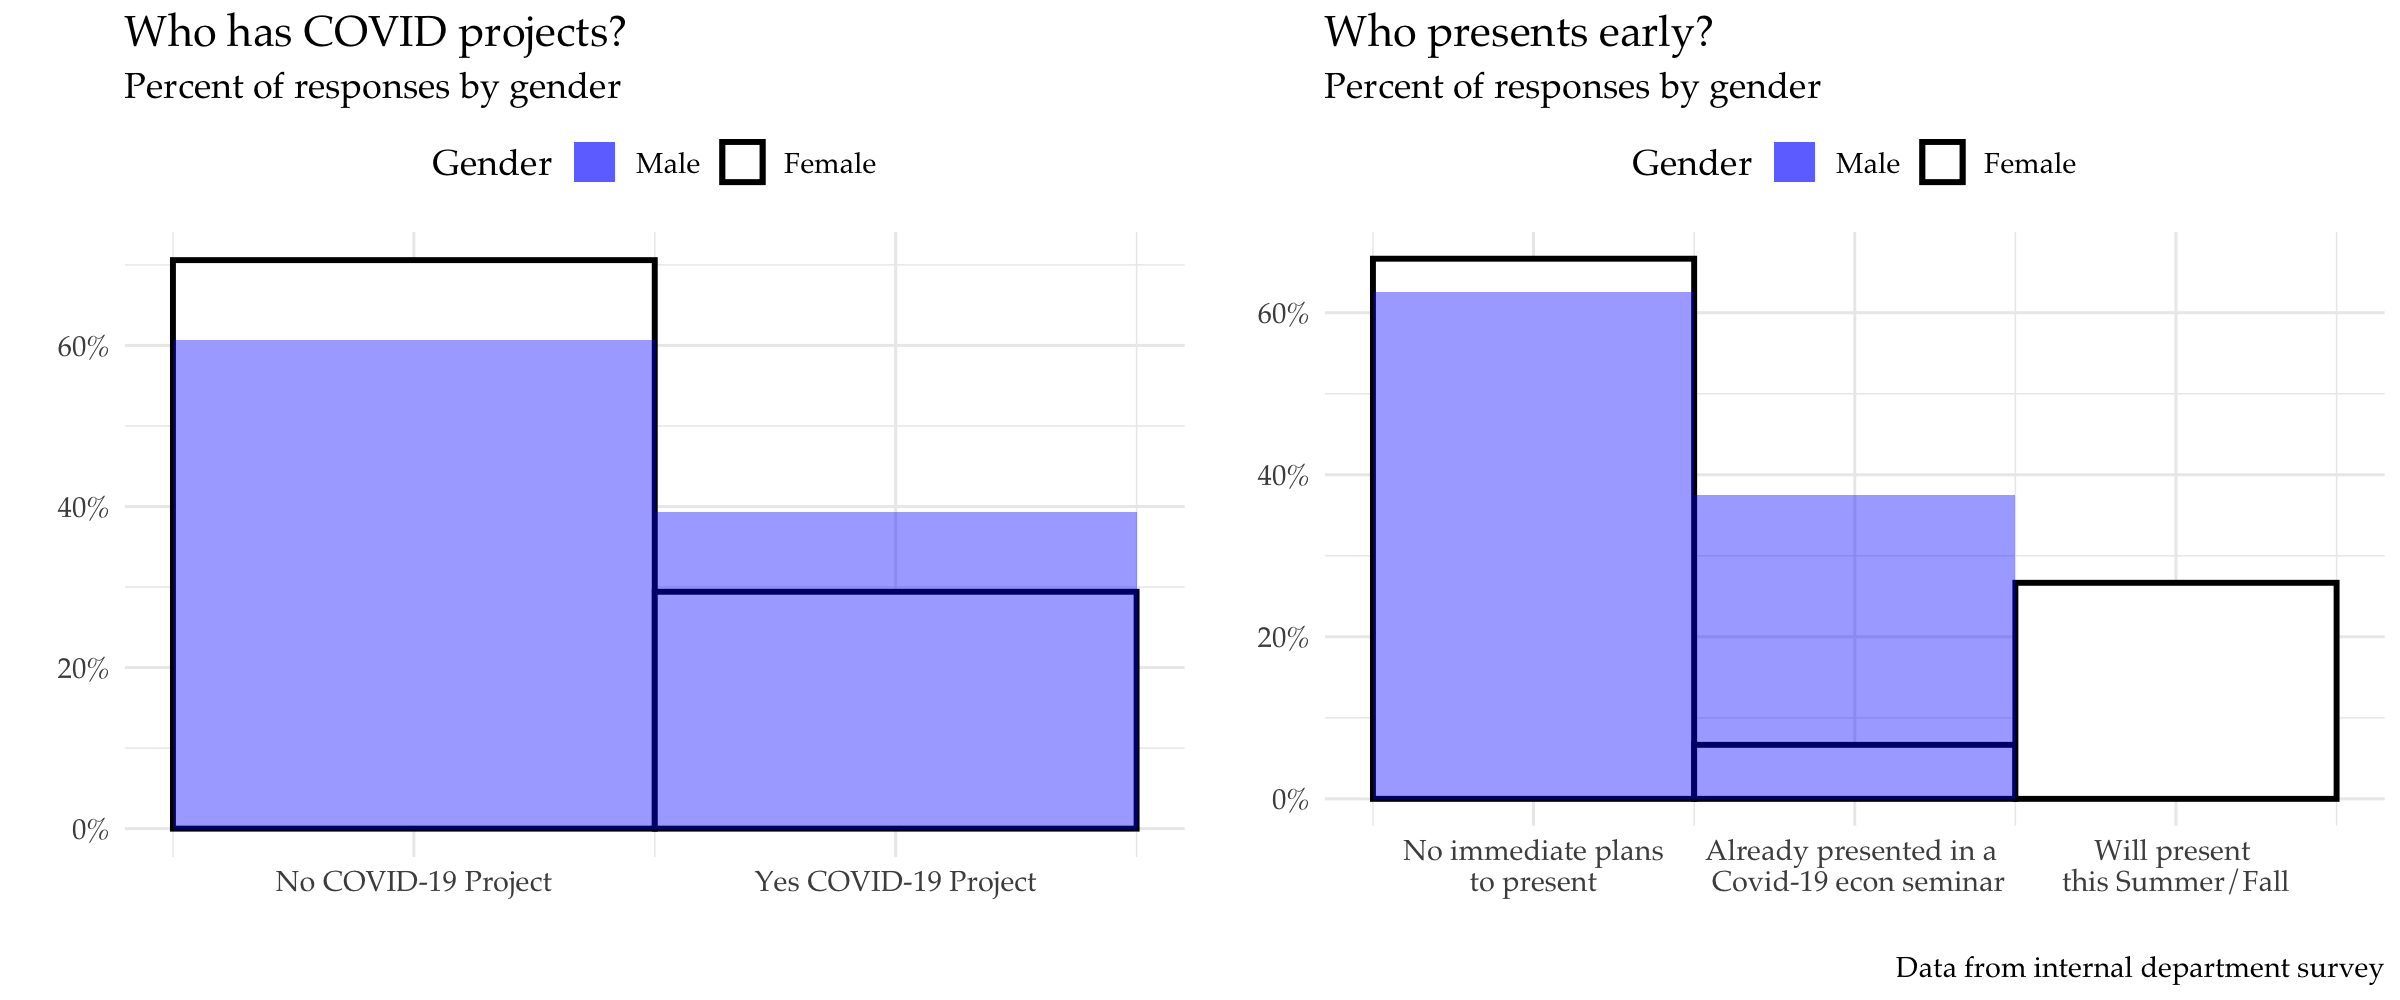 Who has COVID projects?
Percent of responses by gender
Gender Male Female
60%
40%
20%
0%
No COVID-19 Project
Yes COVID-19 Project
Who presents early?
Percent of responses by gender
Gender Male Female
60%
40%
20%
0%
No immediate plans
to present
Already presented in a
Covid-19 econ seminar
Will present
this Summer/Fall
Data from internal department survey